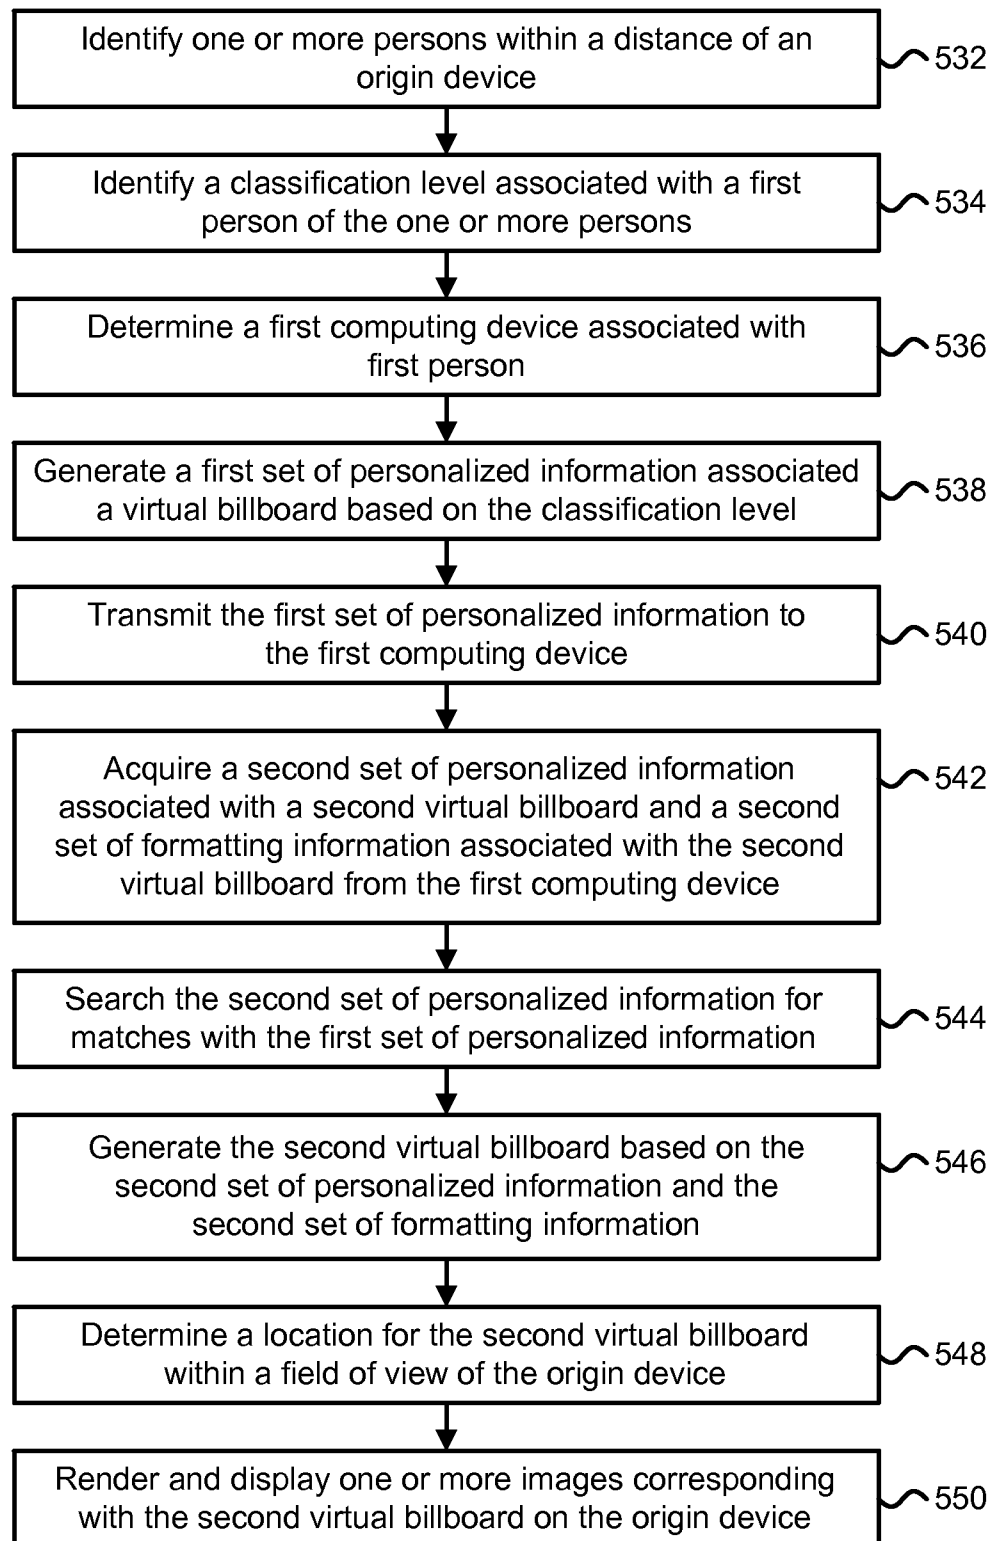 Identify one or more persons within a distance of an
origin device
532
Identify a classification level associated with a first
person of the one or more persons
534
Determine a first computing device associated with
first person
536
Generate a first set of personalized information associated
a virtual billboard based on the classification level
538
Transmit the first set of personalized information to
the first computing device
540
Acquire a second set of personalized information
associated with a second virtual billboard and a second
set of formatting information associated with the second
virtual billboard from the first computing device
542
Search the second set of personalized information for
matches with the first set of personalized information
544
Generate the second virtual billboard based on the
second set of personalized information and the
second set of formatting information
546
Determine a location for the second virtual billboard
within a field of view of the origin device
548
Render and display one or more images corresponding
with the second virtual billboard on the origin device
550